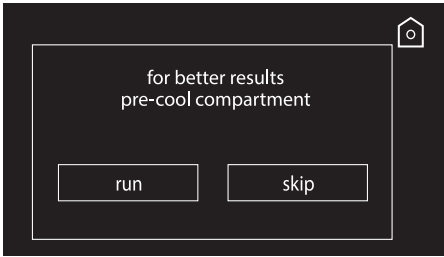 for better results
pre-cool compartment
run
skip